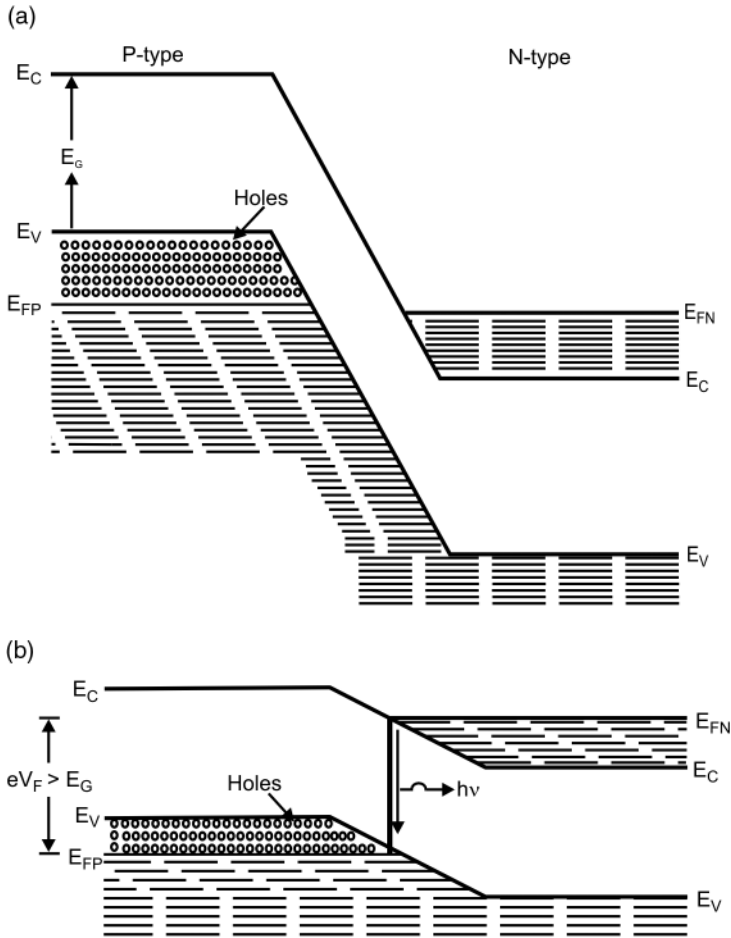 (a)
P-type
N-type
E_C
E_G
Holes
E_V
E_FP
E_FN
E_C
E_V
(b)
E_C
E_FN
eV_F > E_G
E_C
Holes
hν
E_V
E_FP
E_V